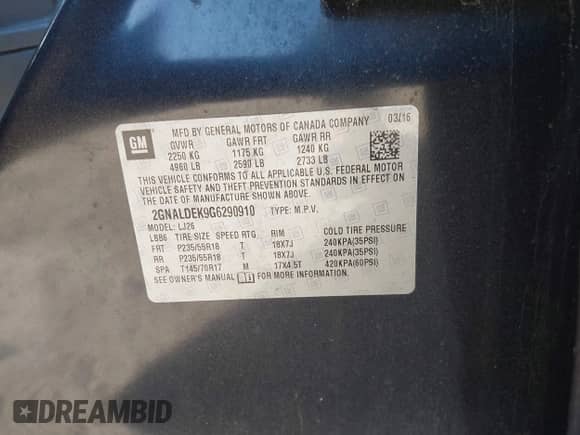 GM
MFD BY GENERAL MOTORS OF CANADA COMPANY 03/16
GVWR GAWR FRT GAWR RR
2250 KG 1175 KG 1240 KG
4960 LB 2590 LB 2733 LB
THIS VEHICLE CONFORMS TO ALL APPLICABLE U.S. FEDERAL MOTOR
VEHICLE SAFETY AND THEFT PREVENTION STANDARDS IN EFFECT ON
THE DATE OF MANUFACTURE SHOWN ABOVE.
2GNALDEK9G6290910 TYPE: M.P.V.
MODEL: LJ26
LBB6 TIRE SIZE SPEED RTG RIM COLD TIRE PRESSURE
FRT P235/55R18 T 18X7J 240KPA(35PSI)
RR P235/55R18 T 18X7J 240KPA(35PSI)
SPA T145/70R17 M 17X4.5T 420KPA(60PSI)
SEE OWNER'S MANUAL FOR MORE INFORMATION.
DREAMBID